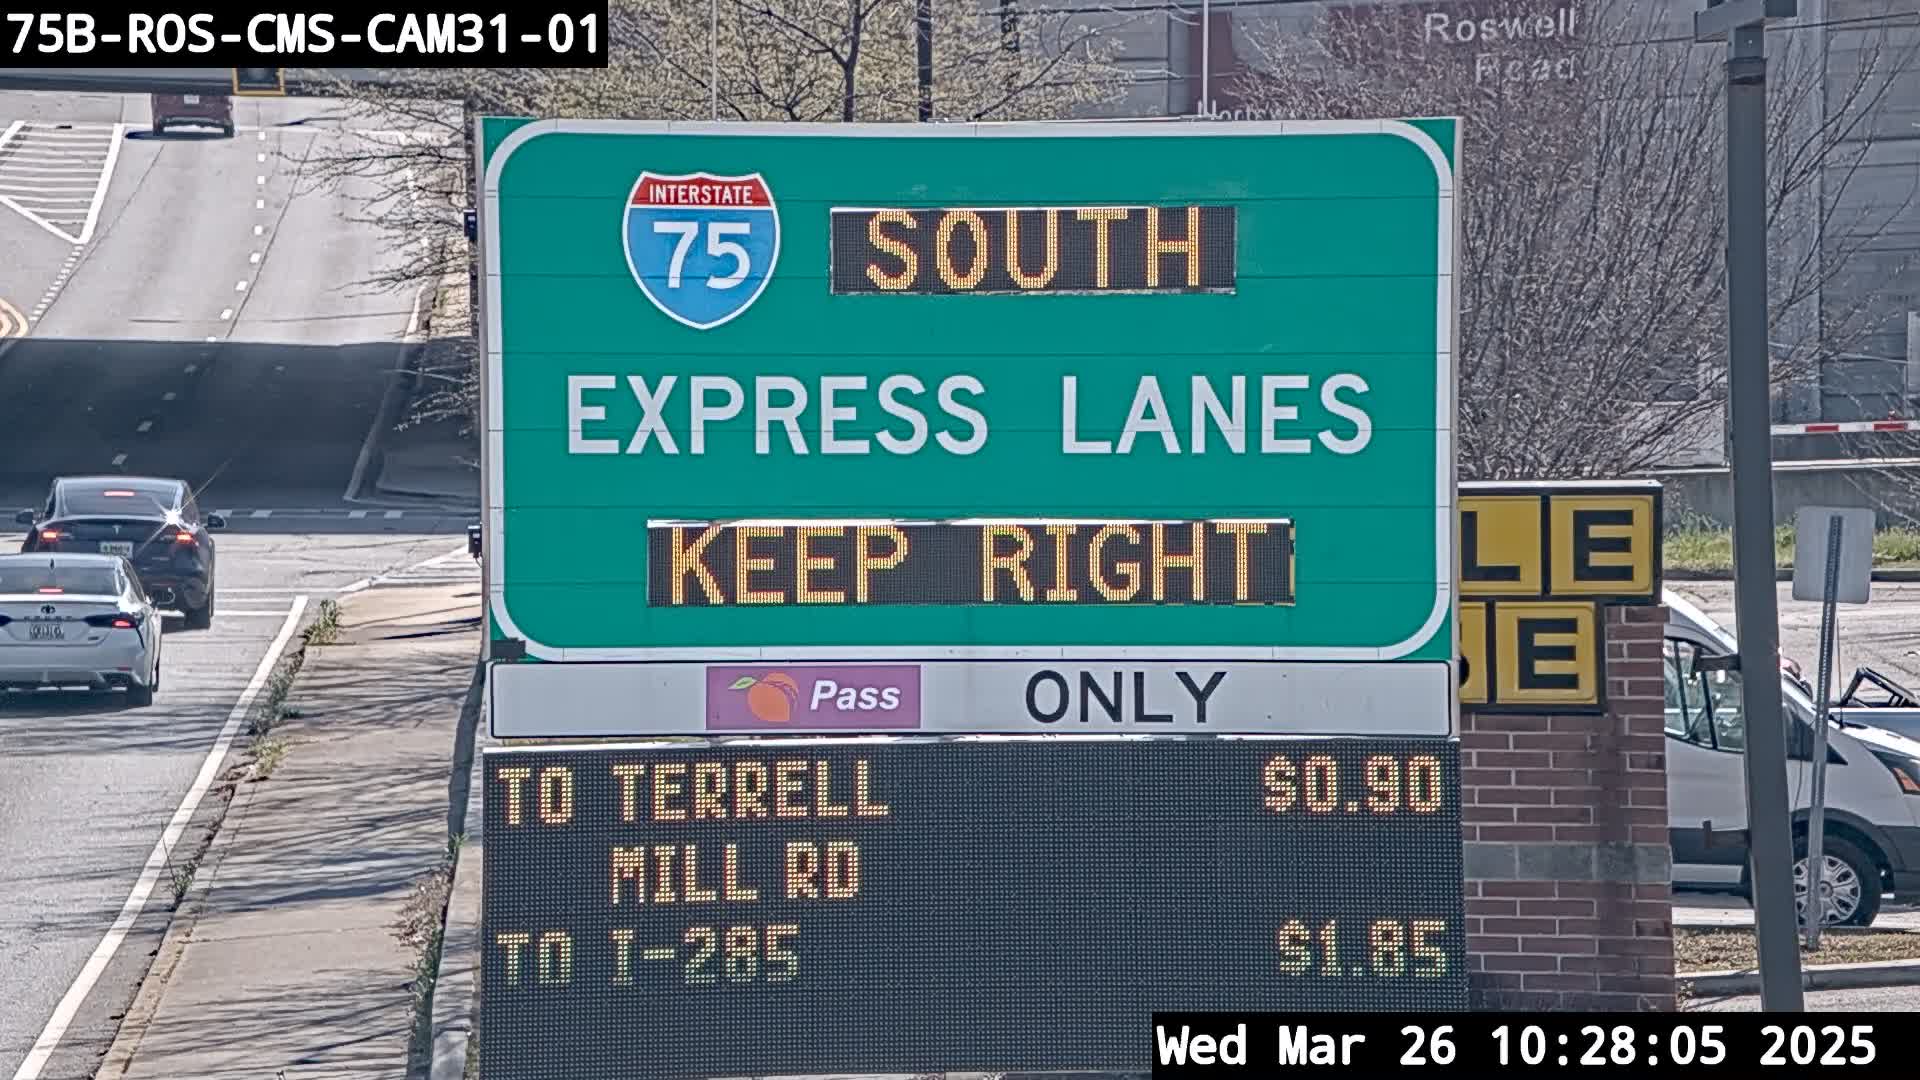 75B-ROS-CMS-CAM31-01
Roswell
Road
INTERSTATE
75
SOUTH
EXPRESS LANES
KEEP RIGHT
LE
E
Pass ONLY
TO TERRELL $0.90
MILL RD
TO I-285 $1.85
Wed Mar 26 10:28:05 2025